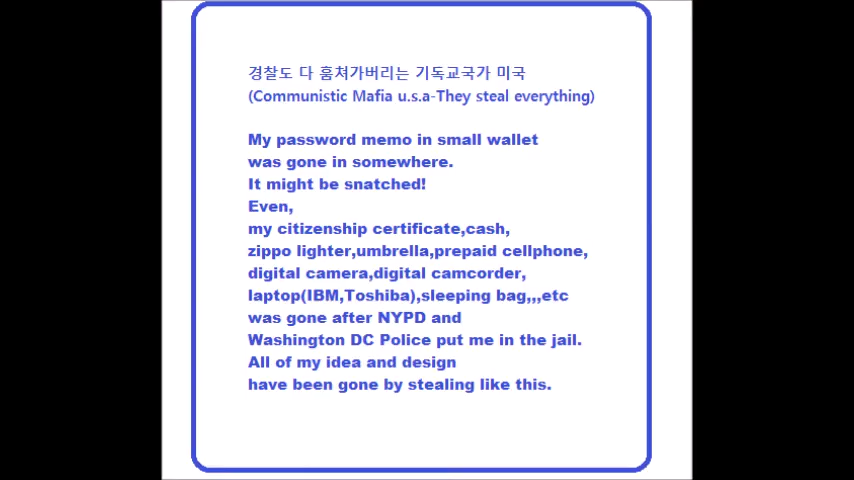 경찰도 다 훔쳐가버리는 기독교국가 미국
(Communistic Mafia u.s.a-They steal everything)
My password memo in small wallet
was gone in somewhere.
It might be snatched!
Even,
my citizenship certificate,cash,
zippo lighter,umbrella,prepaid cellphone,
digital camera,digital camcorder,
laptop(IBM,Toshiba),sleeping bag,,,etc
was gone after NYPD and
Washington DC Police put me in the jail.
All of my idea and design
have been gone by stealing like this.